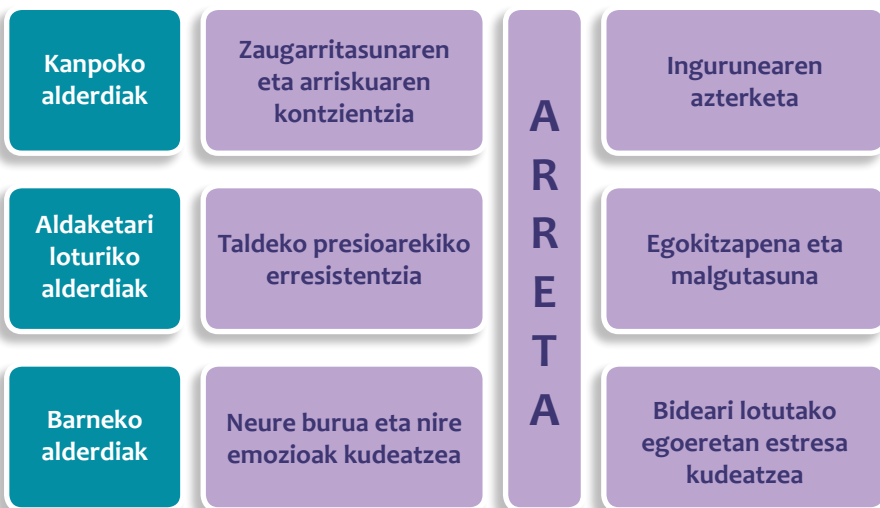 Kanpoko
alderdiak
Zaugarritasunaren
eta arriskuaren
kontzientzia
Ingurunearen
azterketa
Aldaketari
loturiko
alderdiak
Taldeko presioarekiko
erresistentzia
Egokitzapena eta
malgutasuna
Barneko
alderdiak
Neure burua eta nire
emozioak kudeatzea
Bideari lotutako
egoeretan estresa
kudeatzea
A
R
R
E
T
A